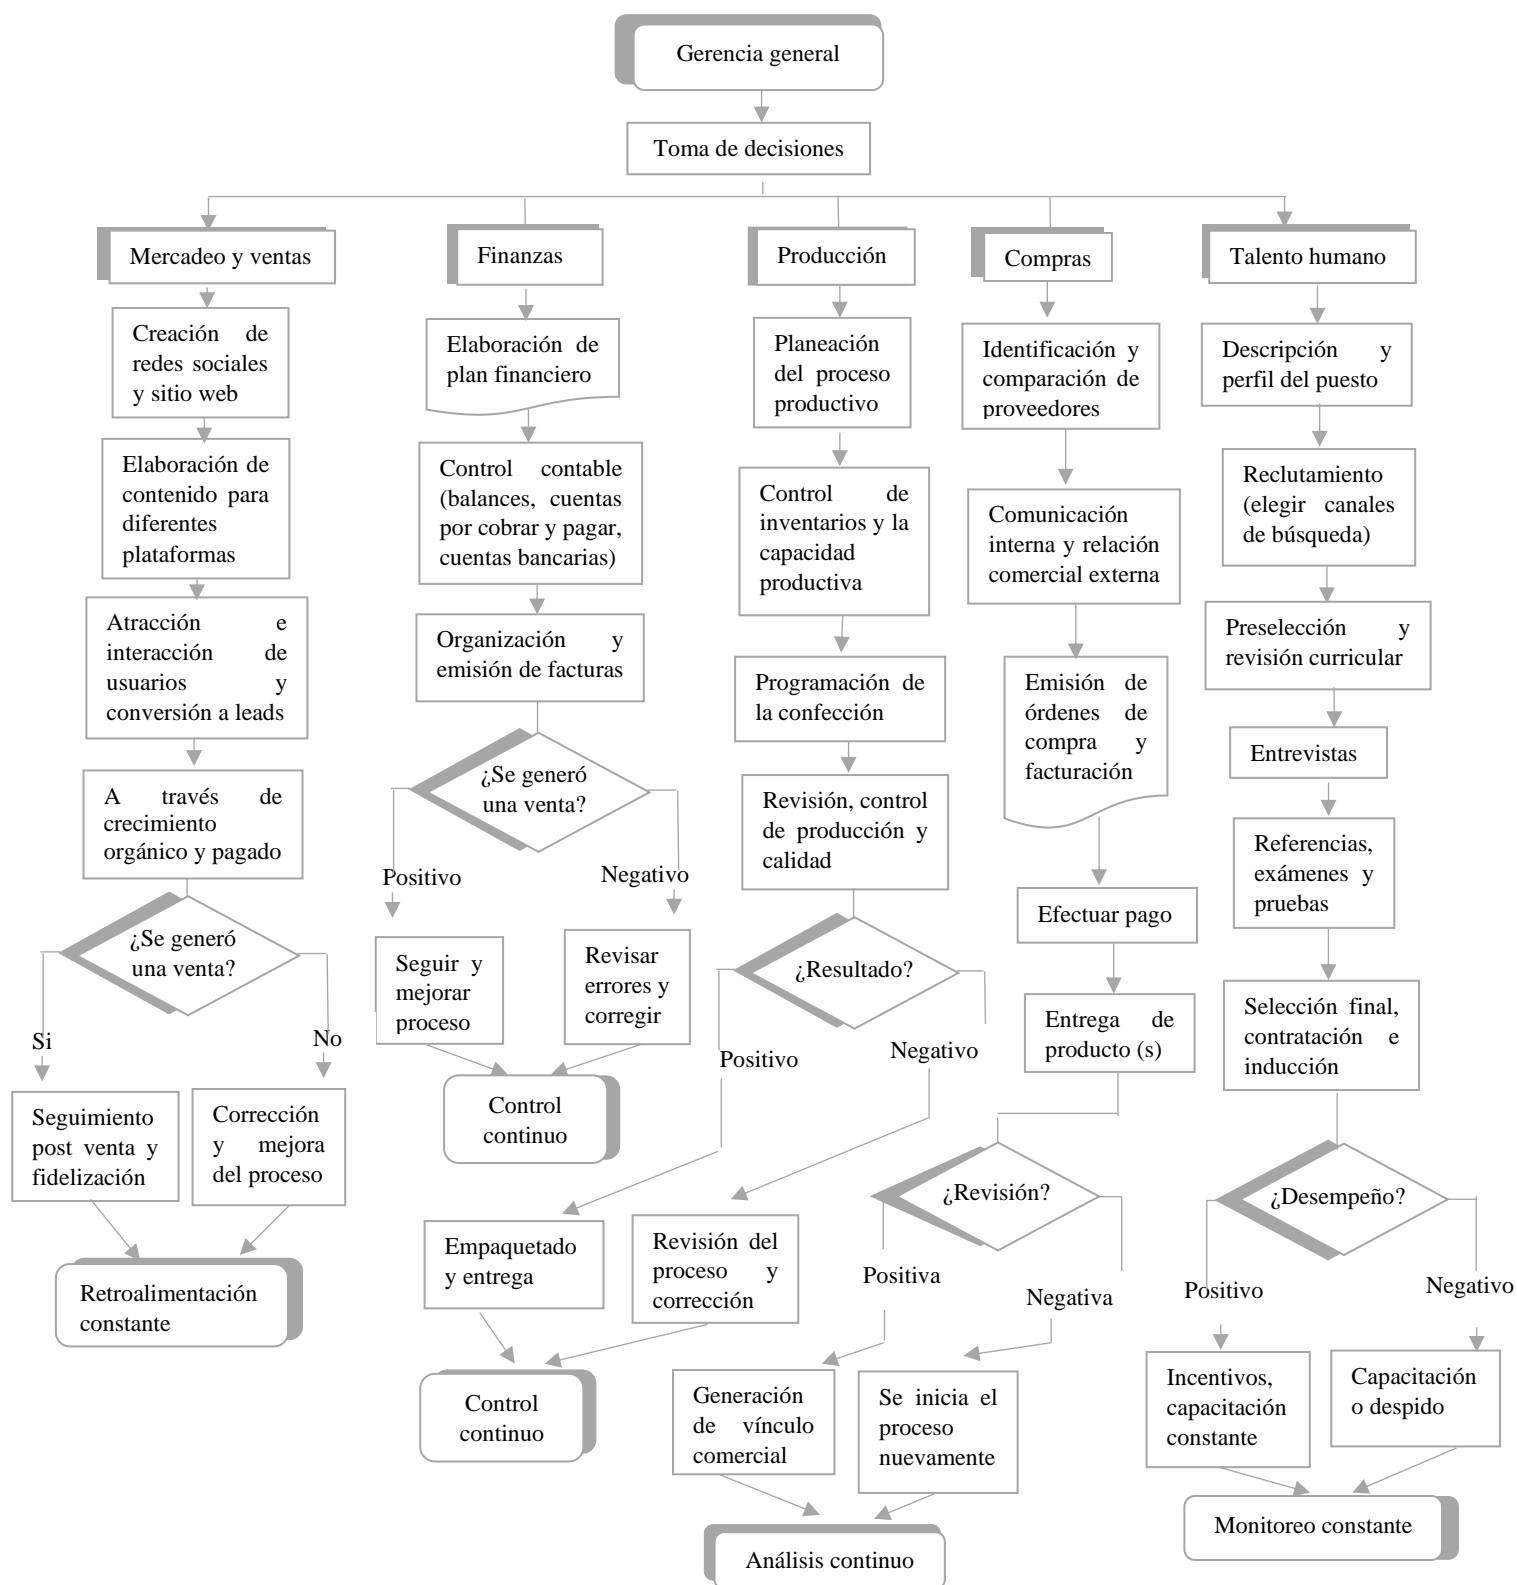 Gerencia general
Toma de decisiones
Mercadeo y ventas
Creación de
redes sociales
y sitio web
Elaboración de
contenido para
diferentes
plataformas
Atracción e
interacción de
usuarios y
conversión a leads
A través de
crecimiento
orgánico y pagado
¿Se generó
una venta?
Si
No
Seguimiento
post venta y
fidelización
Corrección
y mejora
del proceso
Retroalimentación
constante
Finanzas
Elaboración de
plan financiero
Control contable
(balances, cuentas
por cobrar y pagar,
cuentas bancarias)
Organización y
emisión de facturas
¿Se generó
una venta?
Positivo
Negativo
Seguir y
mejorar
proceso
Revisar
errores y
corregir
Control
continuo
Producción
Planeación
del proceso
productivo
Control de
inventarios y la
capacidad
productiva
Programación de
la confección
Revisión, control
de producción y
calidad
¿Resultado?
Positivo
Negativo
Empaquetado
y entrega
Revisión del
proceso y
corrección
Control
continuo
Compras
Identificación y
comparación de
proveedores
Comunicación
interna y relación
comercial externa
Emisión de
órdenes de
compra y
facturación
Efectuar pago
Entrega de
producto (s)
¿Revisión?
Positiva
Negativa
Generación
de vínculo
comercial
Se inicia el
proceso
nuevamente
Análisis continuo
Talento humano
Descripción y
perfil del puesto
Reclutamiento
(elegir canales
de búsqueda)
Preselección y
revisión curricular
Entrevistas
Referencias,
exámenes y
pruebas
Selección final,
contratación e
inducción
¿Desempeño?
Positivo
Negativo
Incentivos,
capacitación
constante
Capacitación
o despido
Monitoreo constante